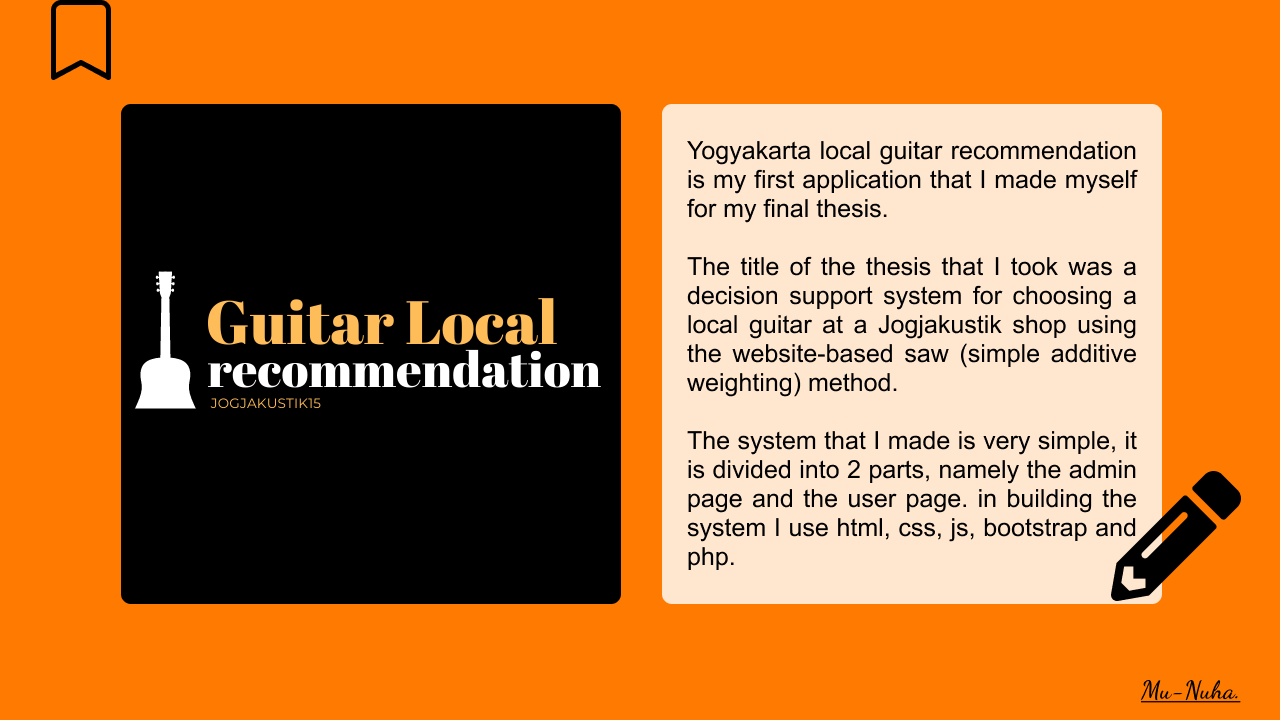 Guitar Local
recommendation
JOGJAKUSTIK15
Yogyakarta local guitar recommendation
is my first application that I made myself
for my final thesis.
The title of the thesis that I took was a
decision support system for choosing a
local guitar at a Jogjakustik shop using
the website-based saw (simple additive
weighting) method.
The system that I made is very simple, it
is divided into 2 parts, namely the admin
page and the user page. in building the
system I use html, css, js, bootstrap and
php.
Mu-Nuha.